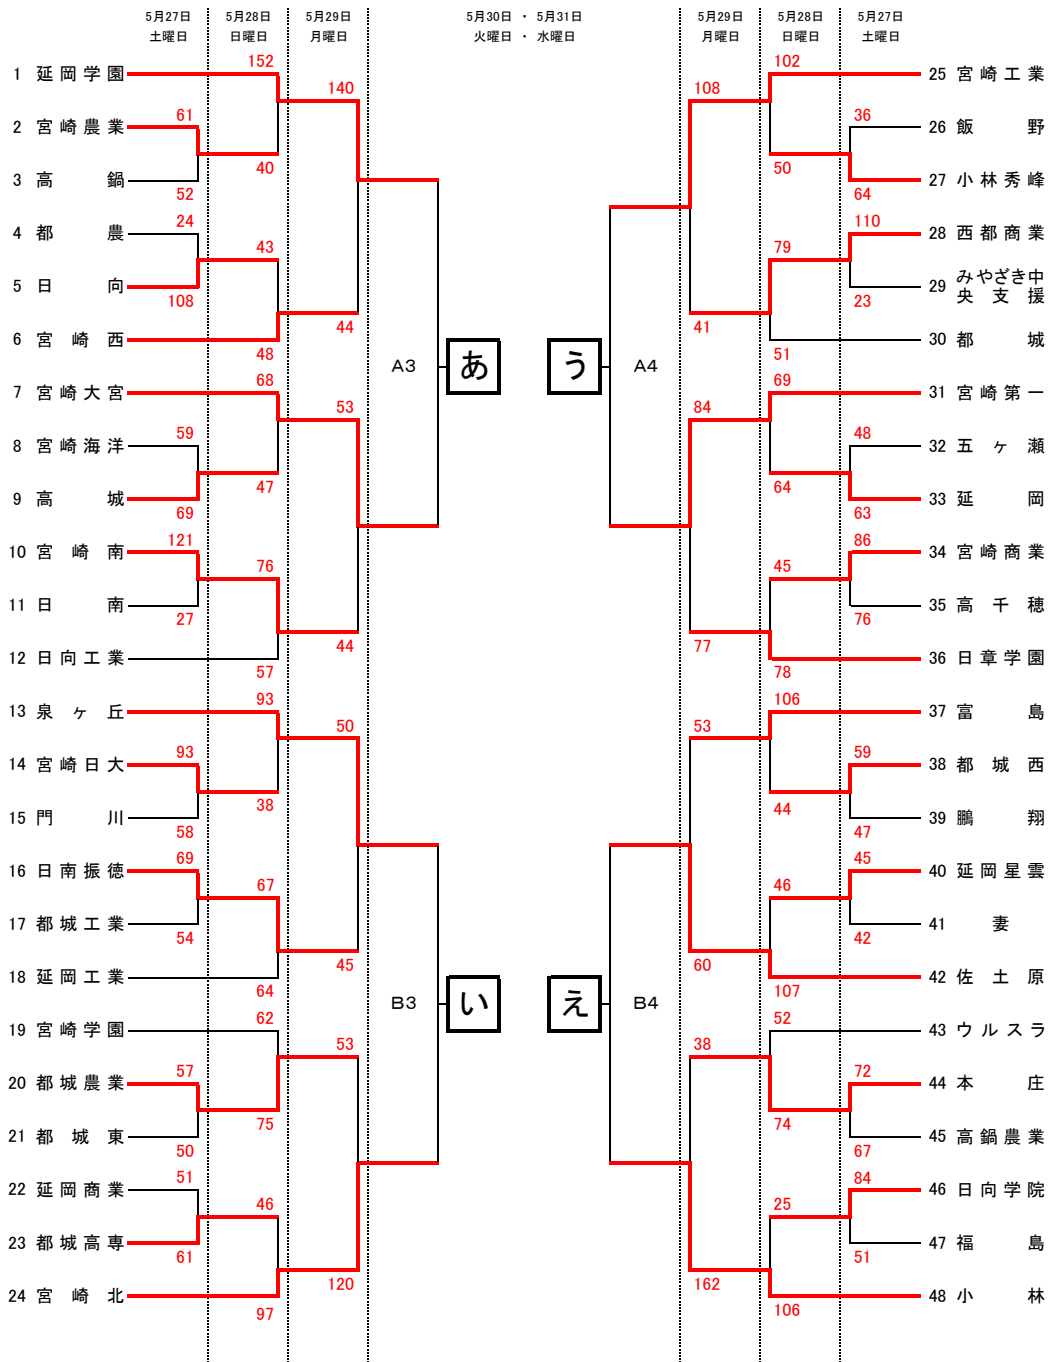 5月27日 5月28日 5月29日 5月30日 ・ 5月31日 5月29日 5月28日 5月27日
土曜日 日曜日 月曜日 火曜日 ・ 水曜日 月曜日 日曜日 土曜日
152 102
1 延岡学園 25 宮崎工業
140 108
61 36
2 宮崎農業 26 飯野
40 50
3 高鍋 27 小林秀峰
52 64
24 110
4 都農 28 西都商業
43 79
5 日向 29 みやざき中央支援
108 23
44 41
6 宮崎西 30 都城
48 51
A3 あ う A4
68 69
7 宮崎大宮 31 宮崎第一
53 84
59 48
8 宮崎海洋 32 五ヶ瀬
47 64
9 高城 33 延岡
69 63
121 86
10 宮崎南 34 宮崎商業
76 45
11 日南 35 高千穂
27 76
44 77
12 日向工業 36 日章学園
57 78
93 106
13 泉ヶ丘 37 富島
50 53
93 59
14 宮崎日大 38 都城西
38 44
15 門川 39 鵬翔
58 47
69 45
16 日南振徳 40 延岡星雲
67 46
17 都城工業 41 妻
54 42
45 60
18 延岡工業 42 佐土原
64 107
B3 い え B4
62 52
19 宮崎学園 43 ウルスラ
53 38
57 72
20 都城農業 44 本庄
75 74
21 都城東 45 高鍋農業
50 67
51 84
22 延岡商業 46 日向学院
46 25
23 都城高専 47 福島
61 51
120 162
24 宮崎北 48 小林
97 106